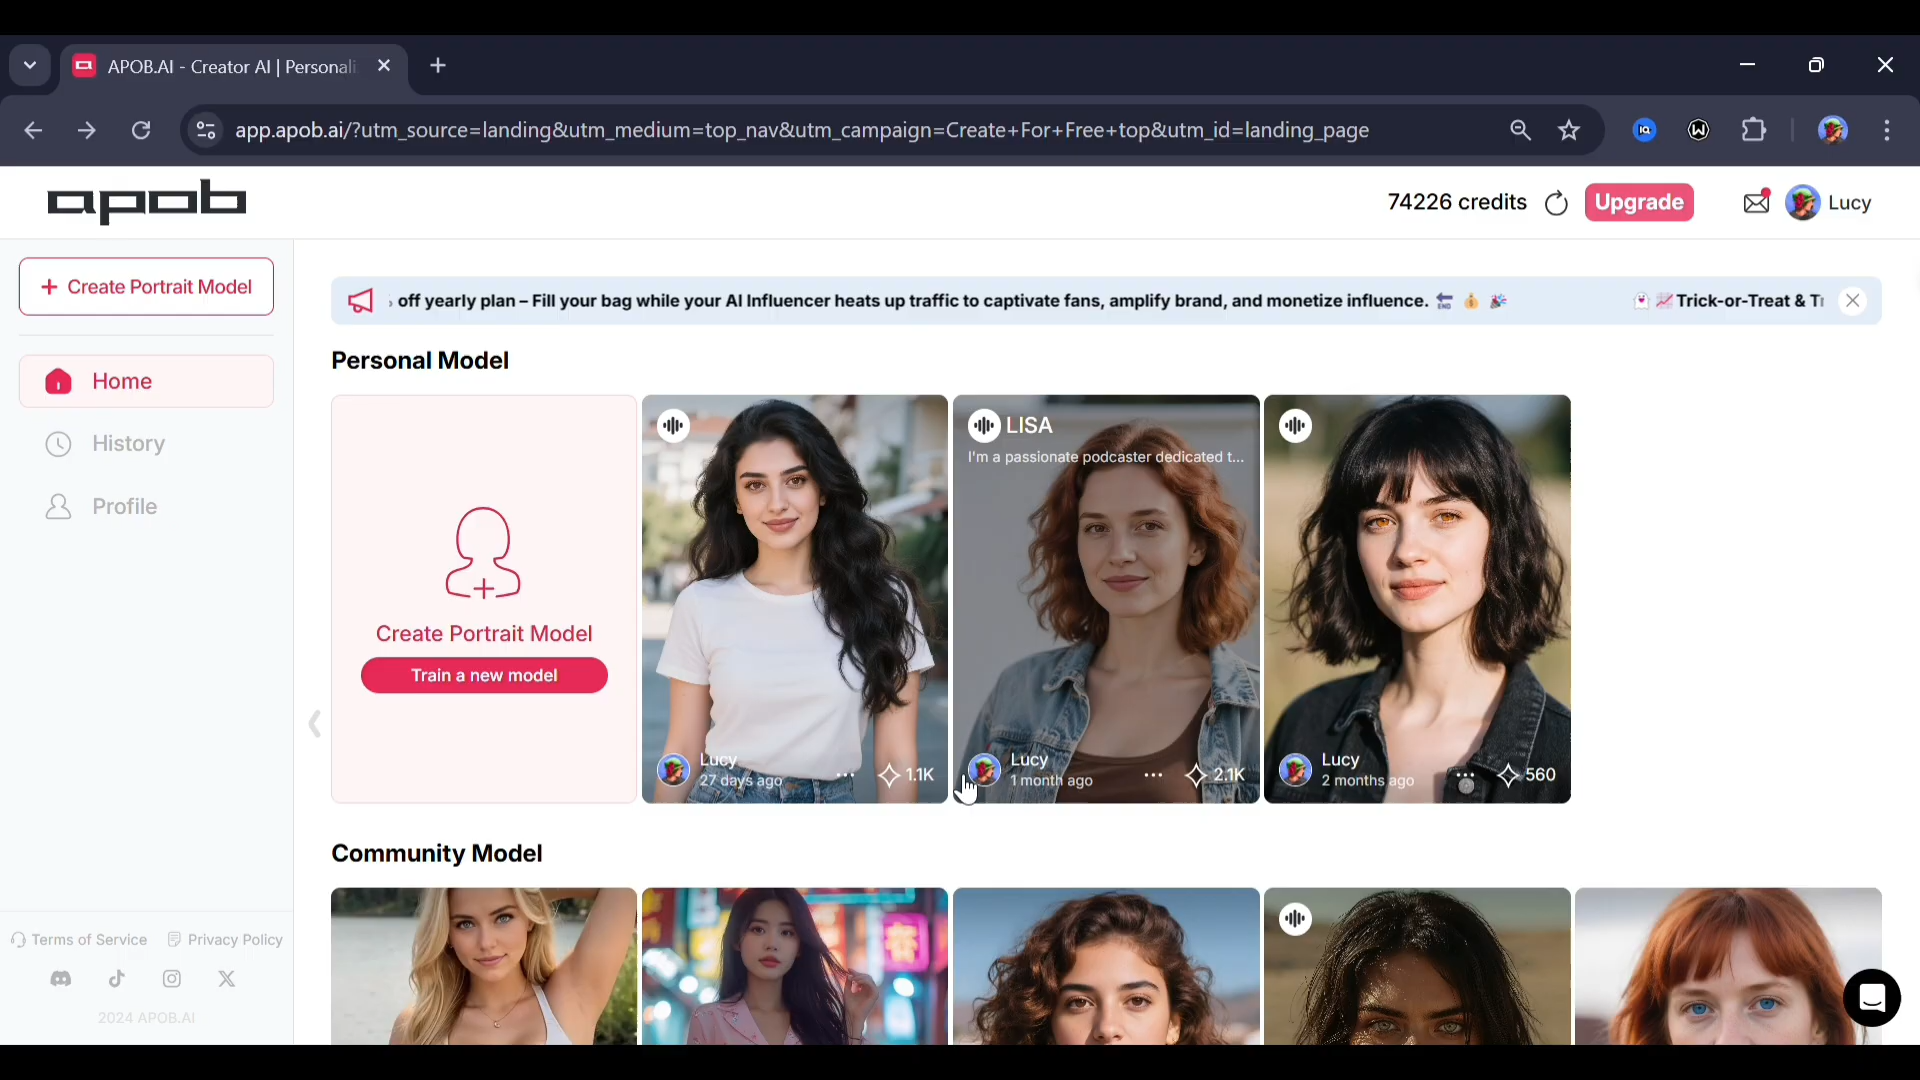 APOB.AI - Creator AI | Personali
app.apob.ai/?utm_source=landing&utm_medium=top_nav&utm_campaign=Create+For+Free+top&utm_id=landing_page
apob
74226 credits
Upgrade
Lucy
+ Create Portrait Model
off yearly plan – Fill your bag while your AI Influencer heats up traffic to captivate fans, amplify brand, and monetize influence. 🔚 💰 🎉
👻 📈 Trick-or-Treat & Tr
Home
History
Profile
Personal Model
Create Portrait Model
Train a new model
Lucy
27 days ago
1.1K
LISA
I'm a passionate podcaster dedicated t...
Lucy
1 month ago
2.1K
Lucy
2 months ago
560
Community Model
Terms of Service
Privacy Policy
2024 APOB.AI